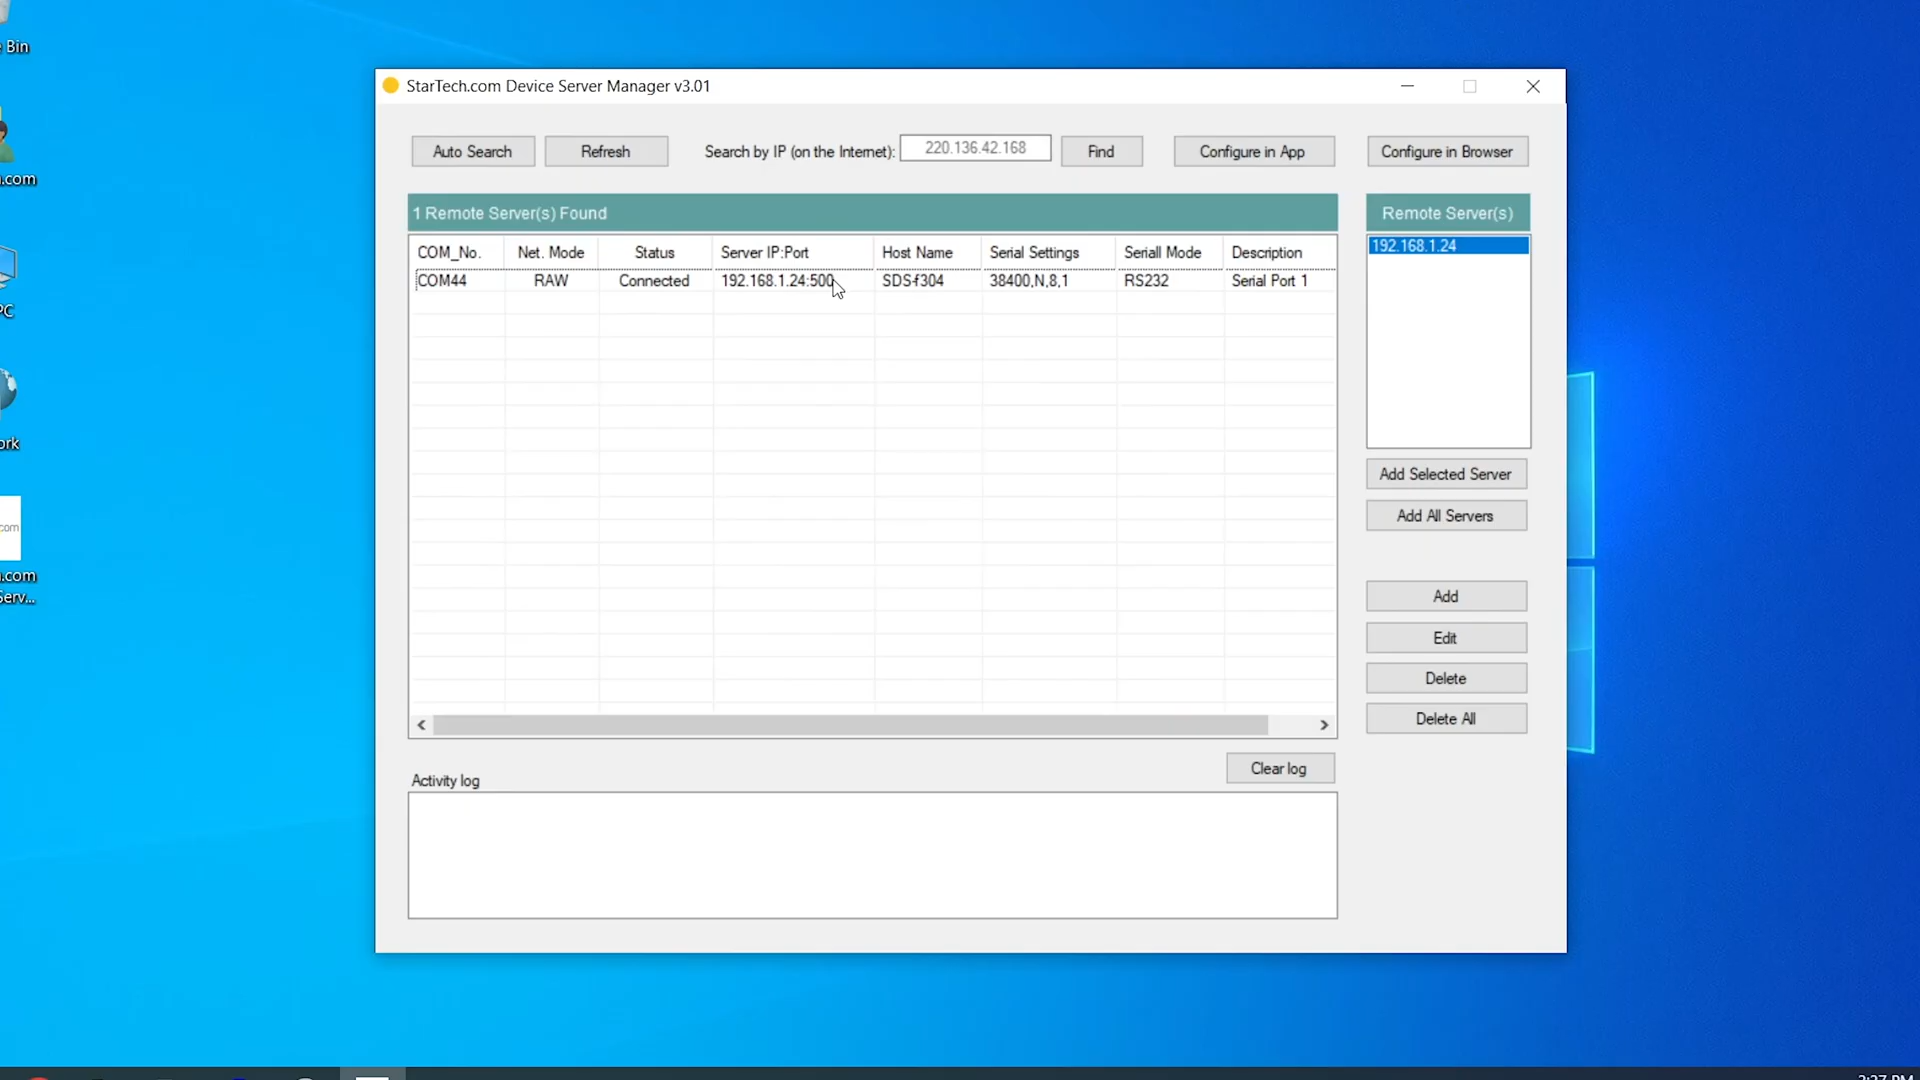 StarTech.com Device Server Manager v3.01
Auto Search
Refresh
Search by IP (on the Internet):
220.136.42.168
Find
Configure in App
Configure in Browser
1 Remote Server(s) Found
Remote Server(s)
COM_No. Net. Mode Status Server IP:Port Host Name Serial Settings Seriall Mode Description
COM44 RAW Connected 192.168.1.24:500 SDS-f304 38400,N,8,1 RS232 Serial Port 1
192.168.1.24
Add Selected Server
Add All Servers
Add
Edit
Delete
Delete All
Clear log
Activity log
Bin
.com
PC
ork
com
.com
Serv...